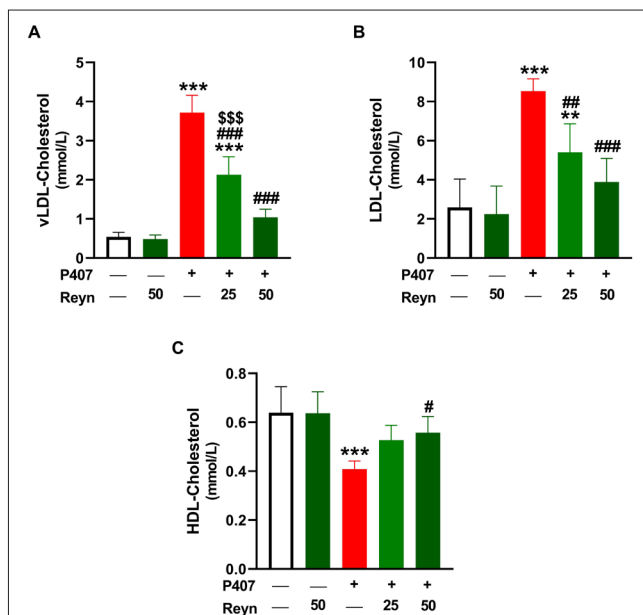 A
vLDL-Cholesterol
(mmol/L)
5
4
3
2
1
0
***
$$$
###
***
###
P407 — — + + +
Reyn — 50 — 25 50
B
LDL-Cholesterol
(mmol/L)
10
8
6
4
2
0
***
##
**
###
P407 — — + + +
Reyn — 50 — 25 50
C
HDL-Cholesterol
(mmol/L)
0.8
0.6
0.4
0.2
0.0
***
#
P407 — — + + +
Reyn — 50 — 25 50